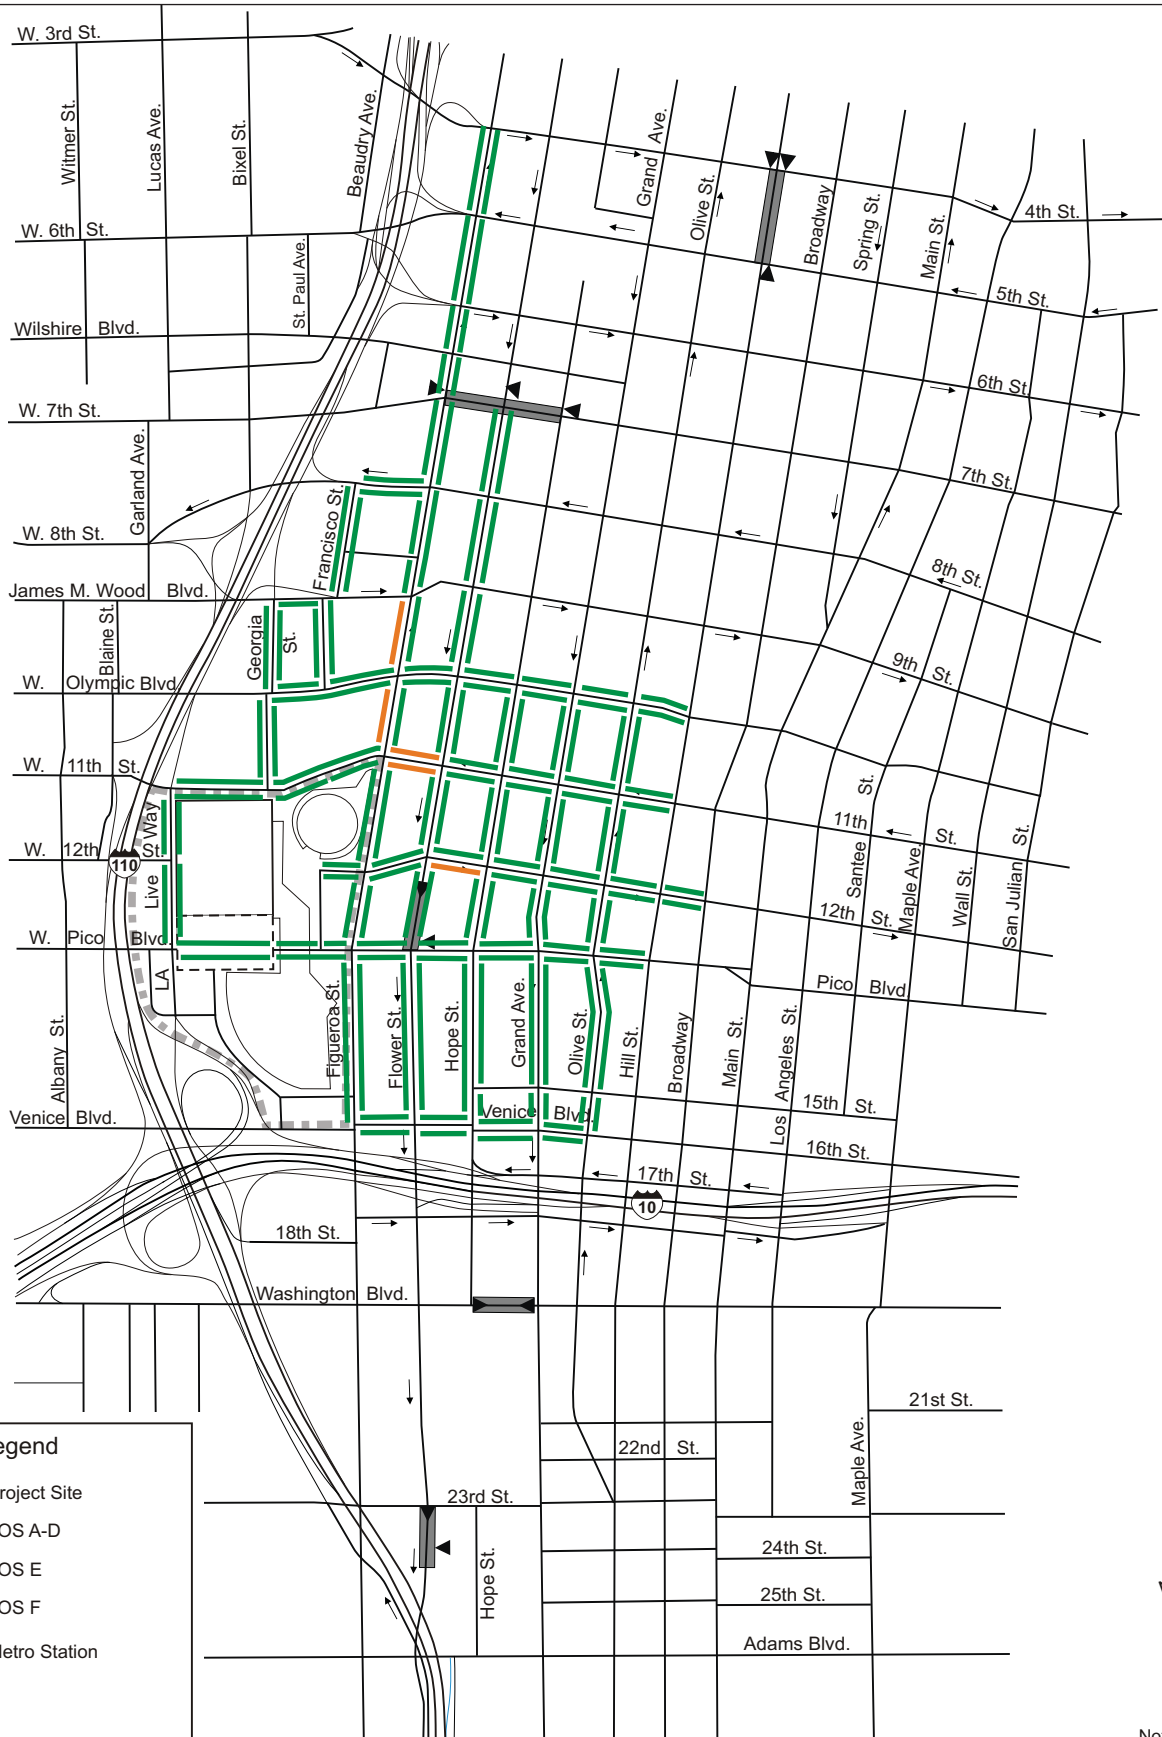 W. 3rd St.
Witmer St.
Lucas Ave.
Bixel St.
Beaudry Ave.
Grand Ave.
Olive St.
Broadway
Spring St.
Main St.
4th St.
W. 6th St.
St. Paul Ave.
5th St.
Wilshire Blvd.
6th St.
W. 7th St.
Garland Ave.
7th St.
Francisco St.
W. 8th St.
8th St.
James M. Wood Blvd.
Blaine St.
Georgia St.
9th St.
W. Olympic Blvd.
W. 11th St.
11th St.
Santee St.
Maple Ave.
Wall St.
San Julian St.
W. 12th St.
110
LA Live Way
12th St.
W. Pico Blvd.
Pico Blvd.
Albany St.
Figueroa St.
Flower St.
Hope St.
Grand Ave.
Olive St.
Hill St.
Broadway
Main St.
Los Angeles St.
Venice Blvd.
Venice Blvd.
15th St.
16th St.
17th St.
10
18th St.
Washington Blvd.
21st St.
22nd St.
Maple Ave.
23rd St.
Hope St.
24th St.
25th St.
Adams Blvd.
egend
roject Site
OS A-D
OS E
OS F
etro Station
No